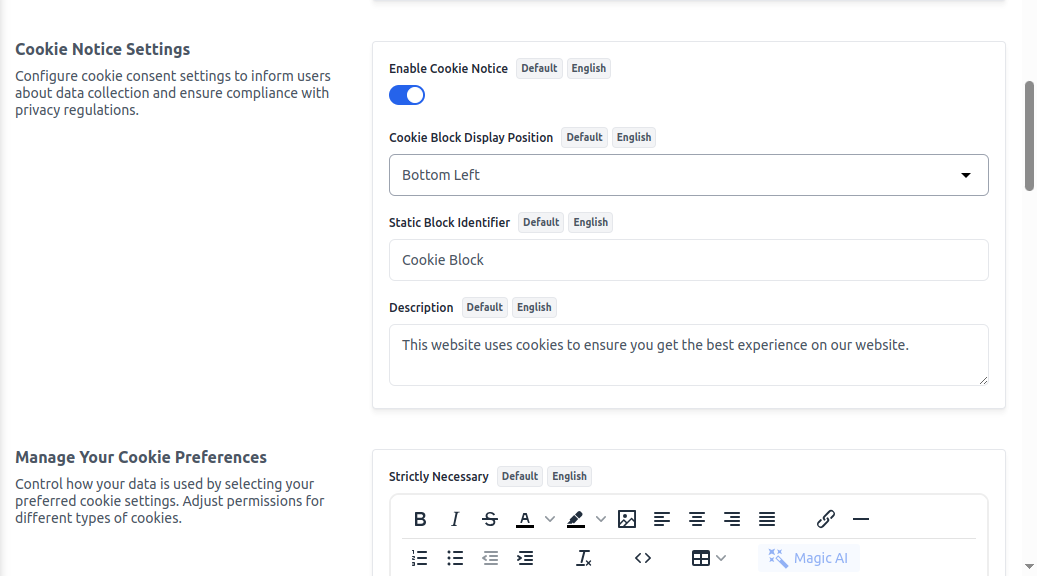 Cookie Notice Settings
Configure cookie consent settings to inform users
about data collection and ensure compliance with
privacy regulations.
Enable Cookie Notice Default English
Cookie Block Display Position Default English
Bottom Left
Static Block Identifier Default English
Cookie Block
Description Default English
This website uses cookies to ensure you get the best experience on our website.
Manage Your Cookie Preferences
Control how your data is used by selecting your
preferred cookie settings. Adjust permissions for
different types of cookies.
Strictly Necessary Default English
Magic AI